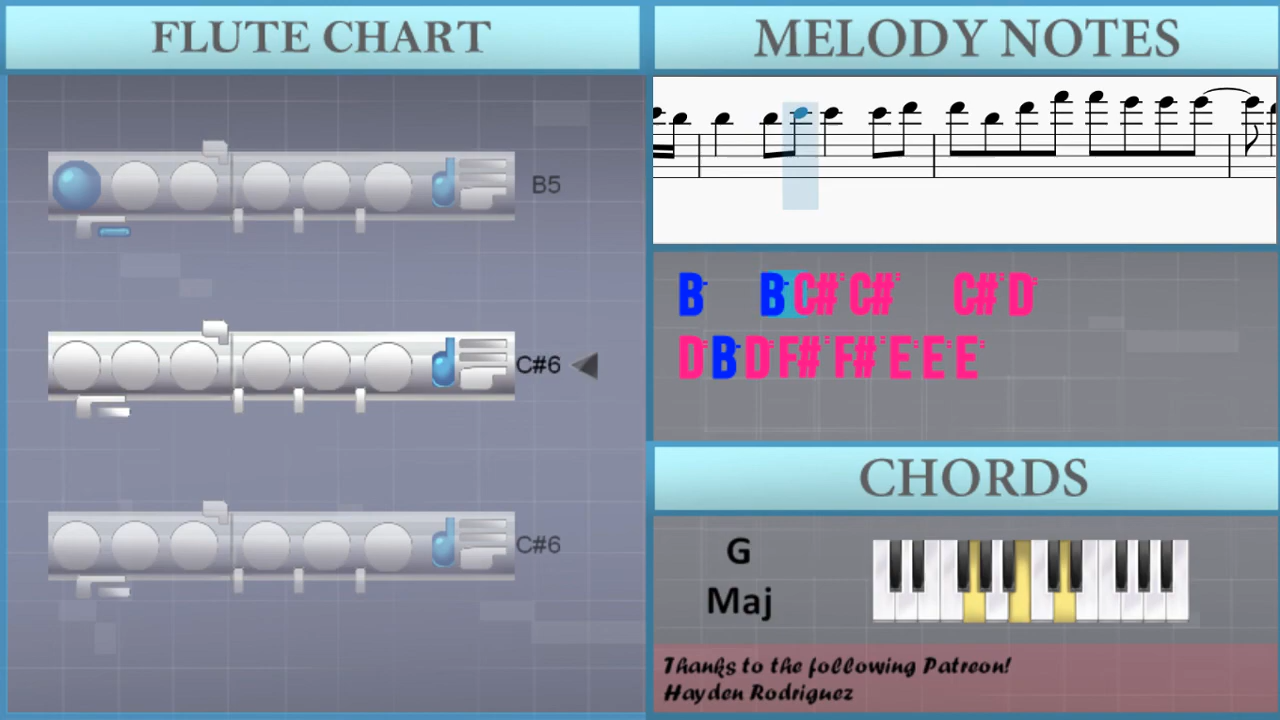 FLUTE CHART
B5
C#6
C#6
MELODY NOTES
B B C# C# C# D
D B D F# F# E E E
CHORDS
G
Maj
Thanks to the following Patreon!
Hayden Rodriguez